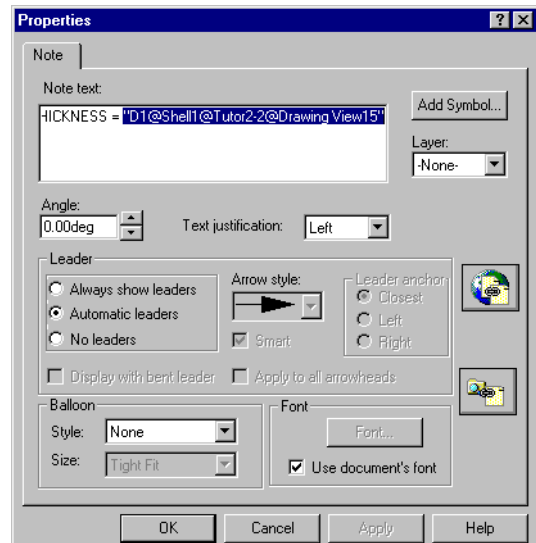 Properties
Note
Note text:
HICKNESS = "D1@Shell1@Tutor2-2@Drawing View15"
Add Symbol...
Layer:
-None-
Angle:
0.00deg
Text justification:
Left
Leader
Always show leaders
Automatic leaders
No leaders
Arrow style:
Smart
Leader anchor
Closest
Left
Right
Display with bent leader
Apply to all arrowheads
Balloon
Style:
None
Size:
Tight Fit
Font
Font...
Use document's font
OK
Cancel
Apply
Help